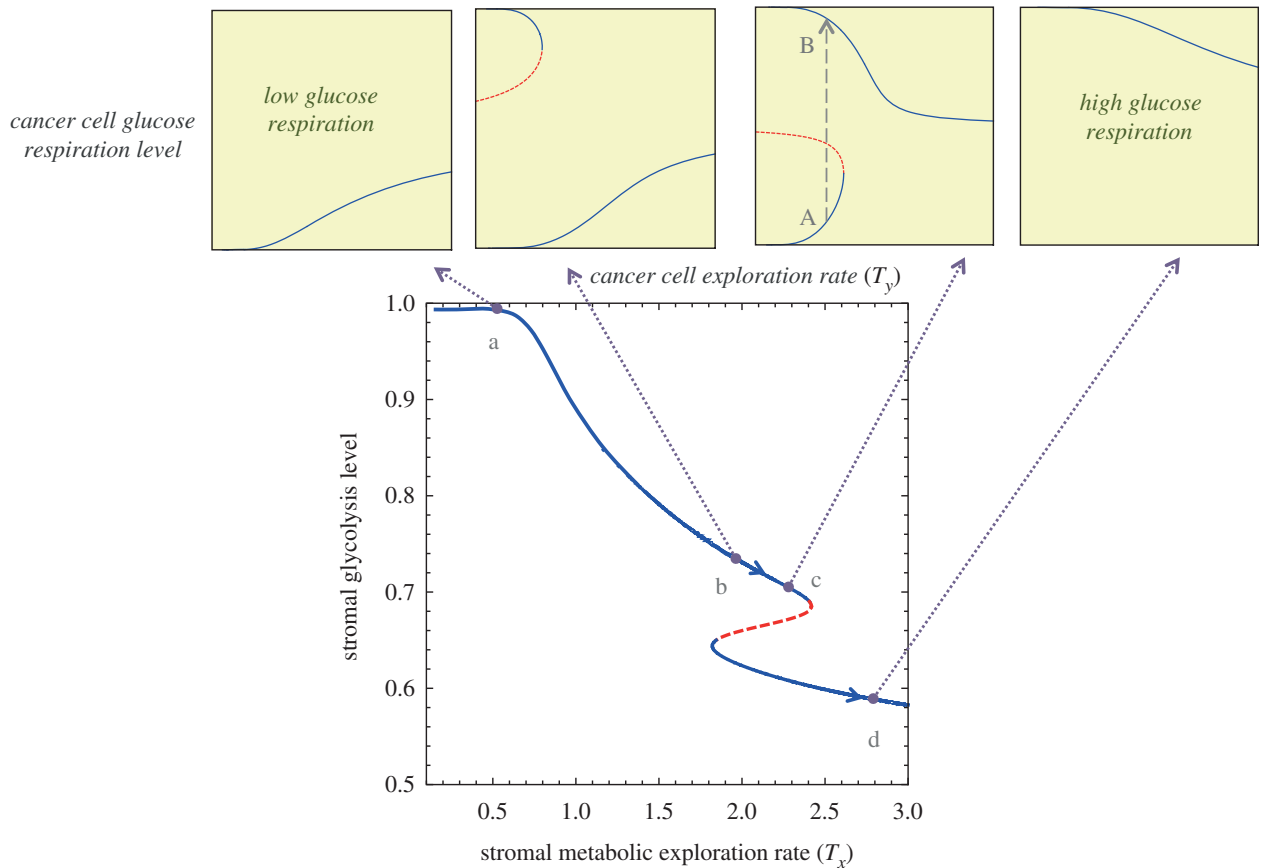 cancer cell glucose
respiration level
low glucose
respiration
B
A
high glucose
respiration
cancer cell exploration rate (Ty)
stromal glycolysis level
1.0
0.9
0.8
0.7
0.6
0.5
a
b
c
d
0.5 1.0 1.5 2.0 2.5 3.0
stromal metabolic exploration rate (Tx)